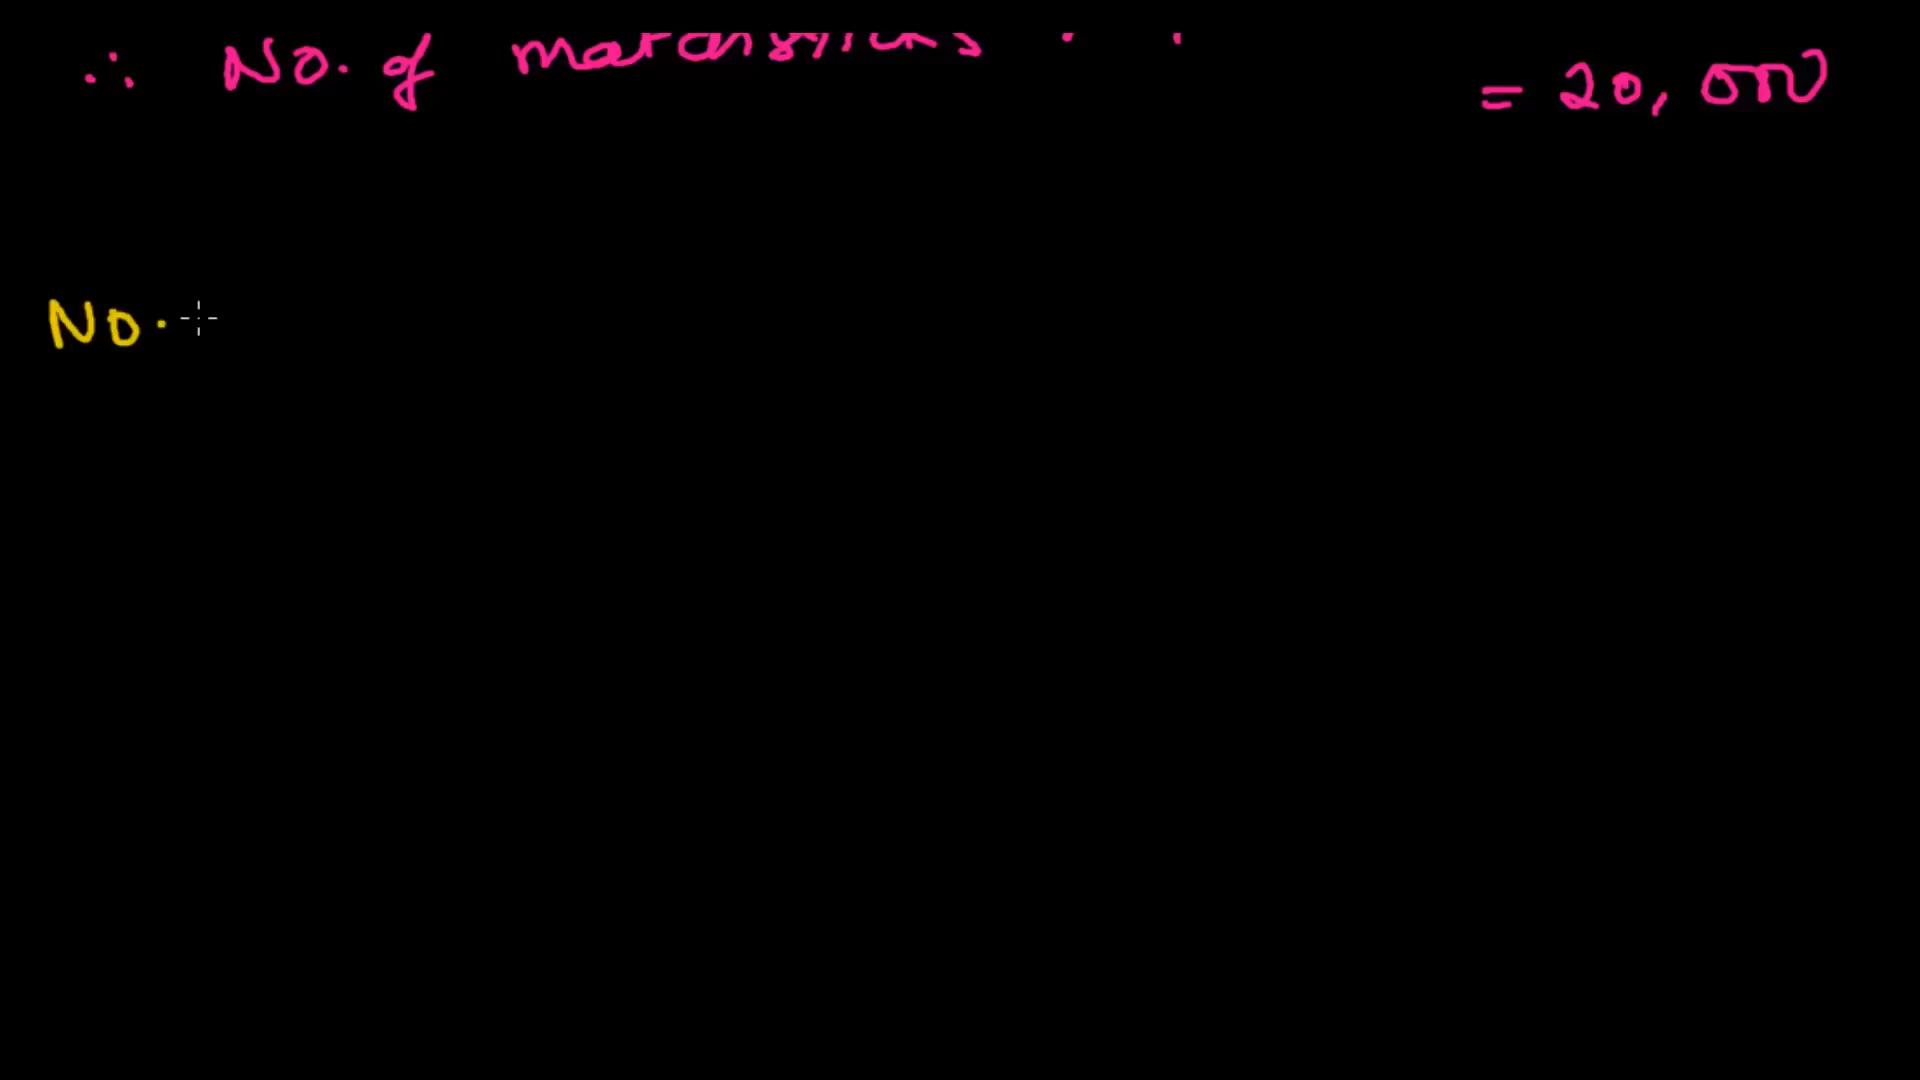 ∴ No. of matchsticks
= 20,000
No.